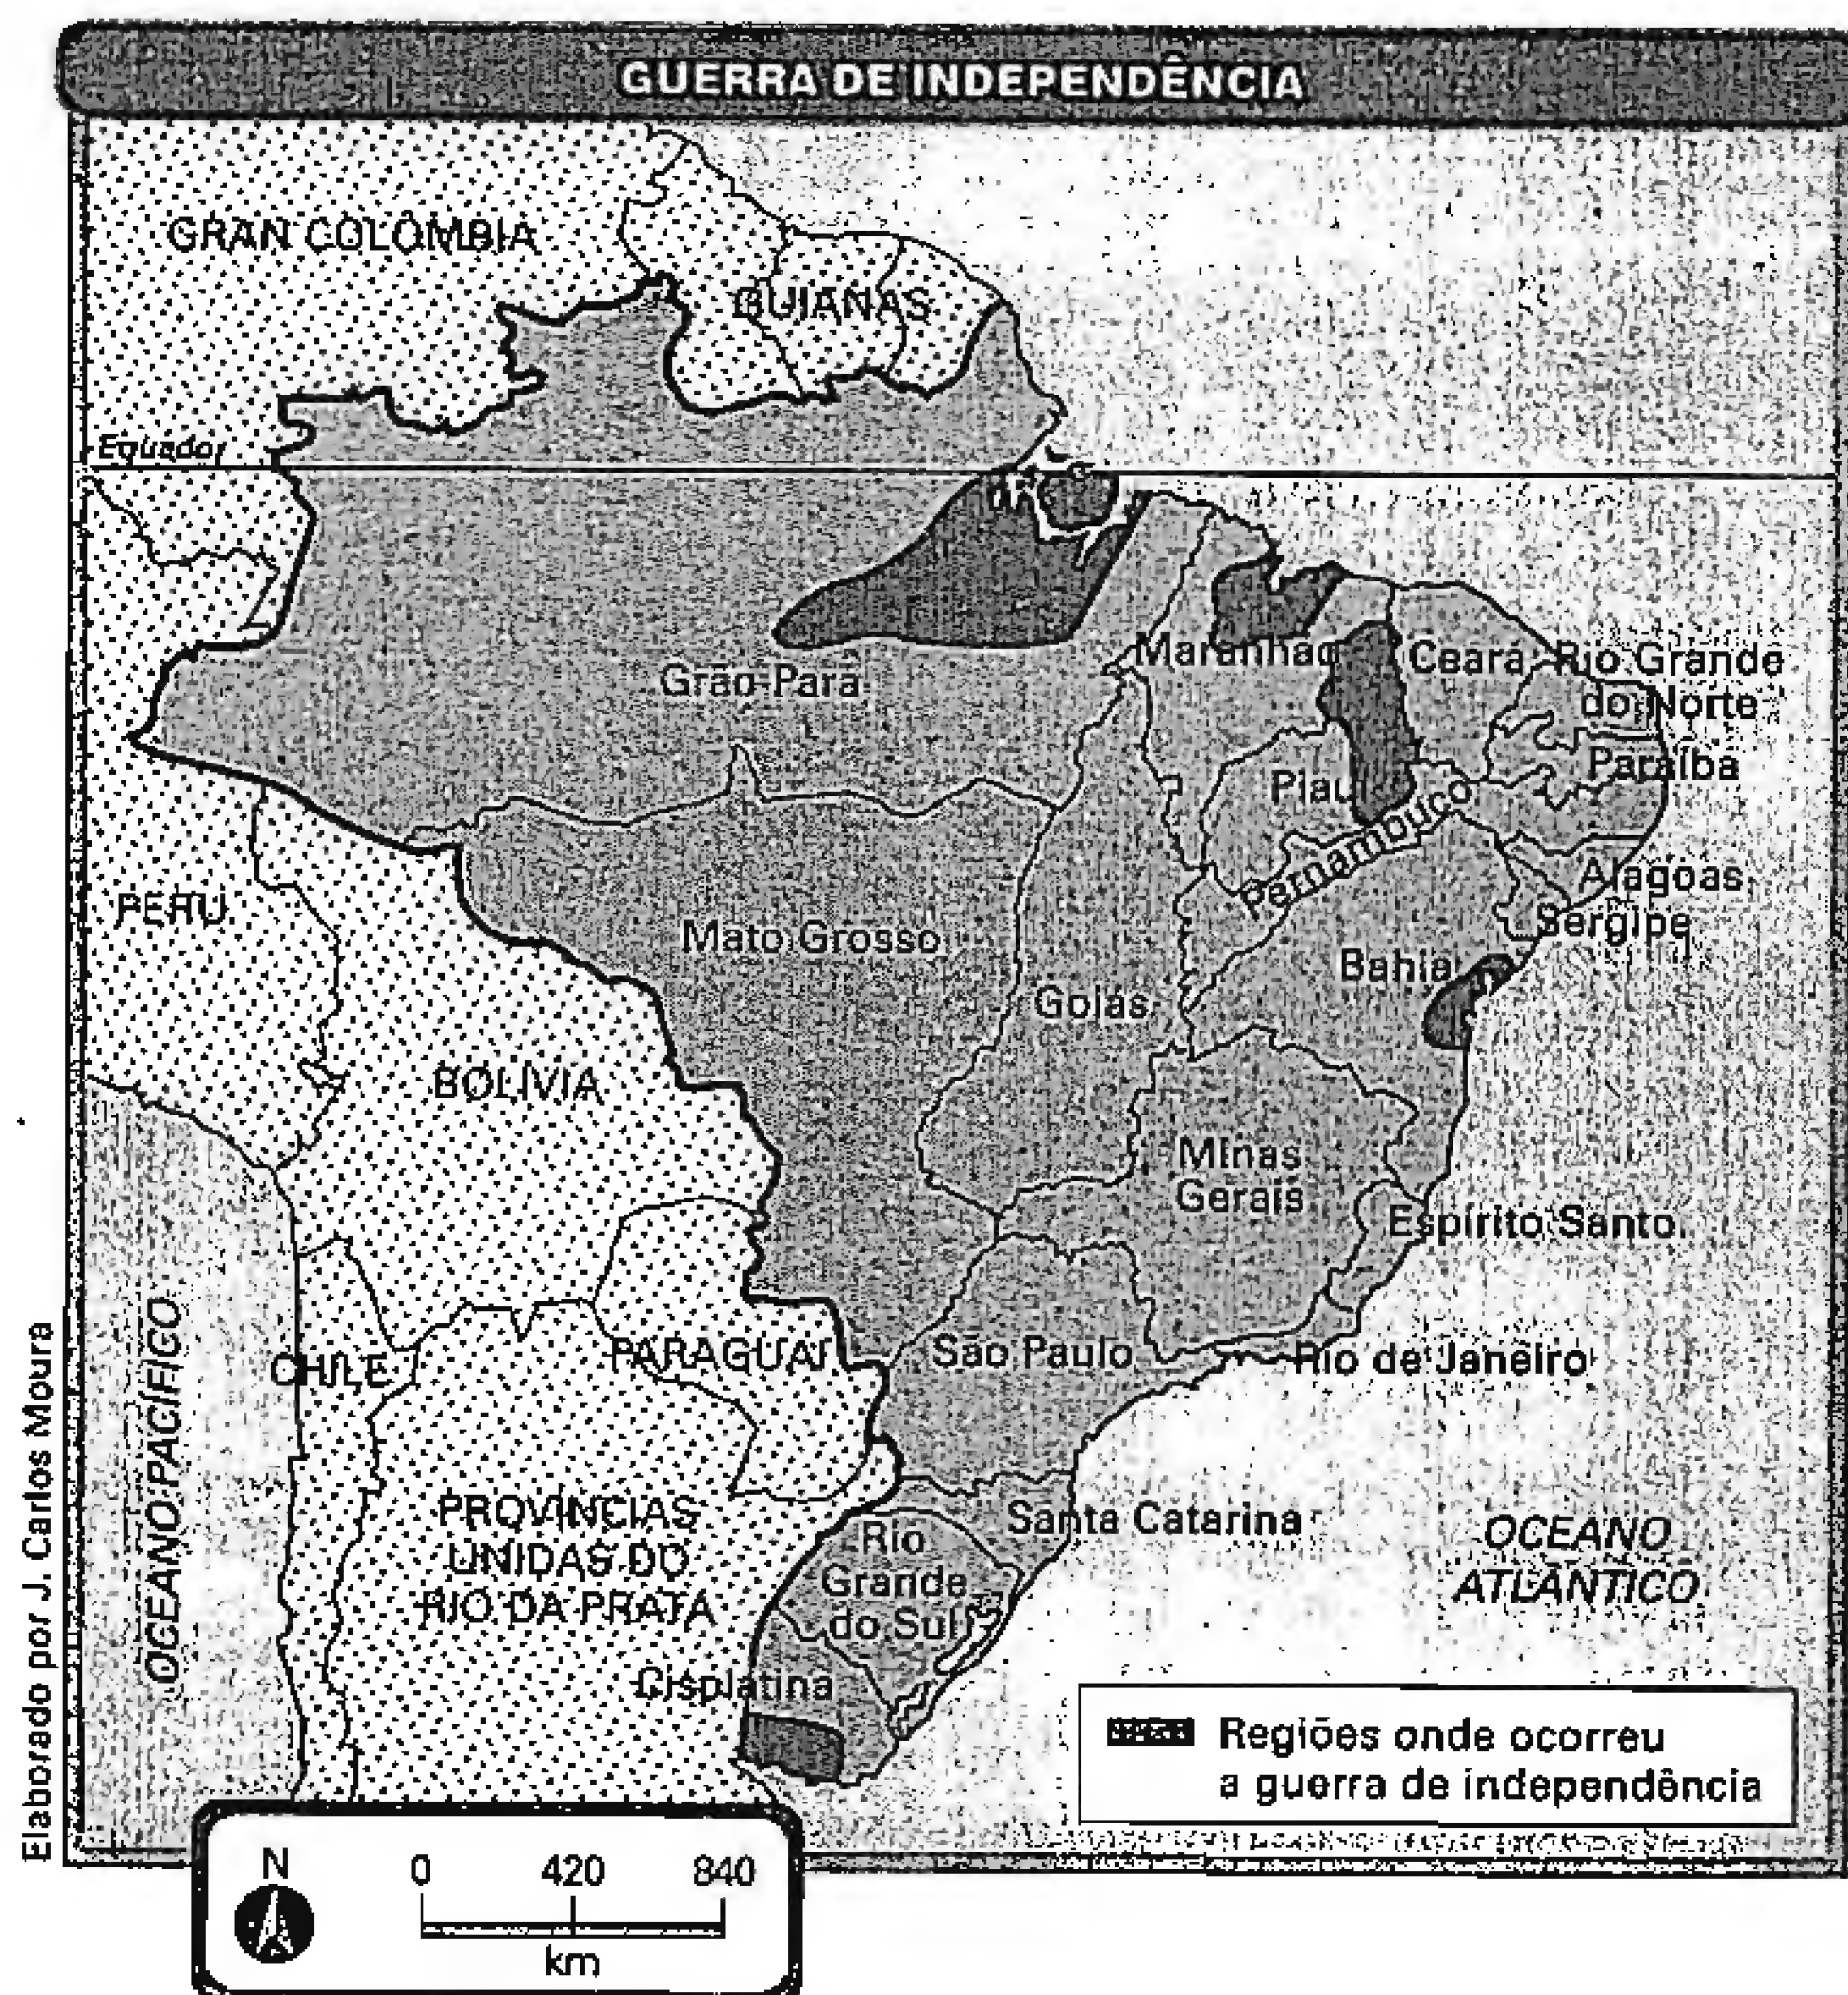 GUERRA DE INDEPENDÊNCIA
GRAN COLÔMBIA
GUIANAS
Equador
Grão-Pará
Maranhão
Ceará
Rio Grande
do Norte
Paraíba
Piauí
Pernambuco
Alagoas
Sergipe
PERU
Mato Grosso
Bahia
Goiás
BOLÍVIA
Minas
Gerais
Espírito Santo
OCEANO PACÍFICO
CHILE
PARAGUAI
São Paulo
Rio de Janeiro
PROVÍNCIAS
UNIDAS DO
RIO DA PRATA
Rio
Grande
do Sul
Santa Catarina
OCEANO
ATLÂNTICO
Cisplatina
Regiões onde ocorreu
a guerra de independência
Elaborado por J. Carlos Moura
N
0 420 840
km